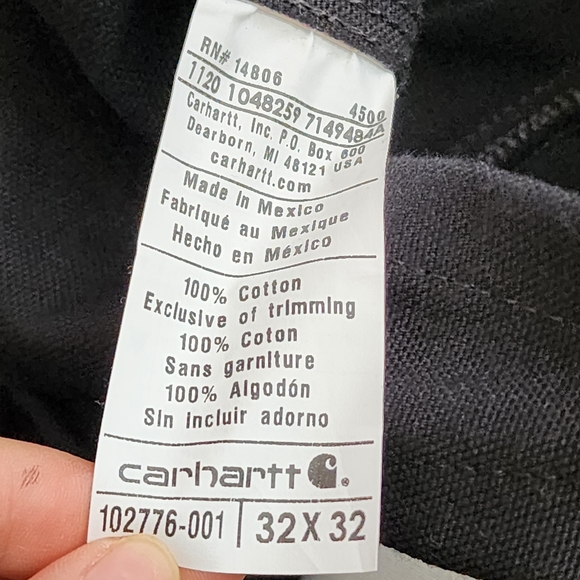 RN# 14806
4500
1120 1048259 7149484A
Carhartt, Inc. P.O. Box 600
Dearborn, MI 48121 USA
carhartt.com
Made in Mexico
Fabriqué au Mexique
Hecho en México
100% Cotton
Exclusive of trimming
100% Coton
Sans garniture
100% Algodón
Sin incluir adorno
carhartt
102776-001 | 32 X 32